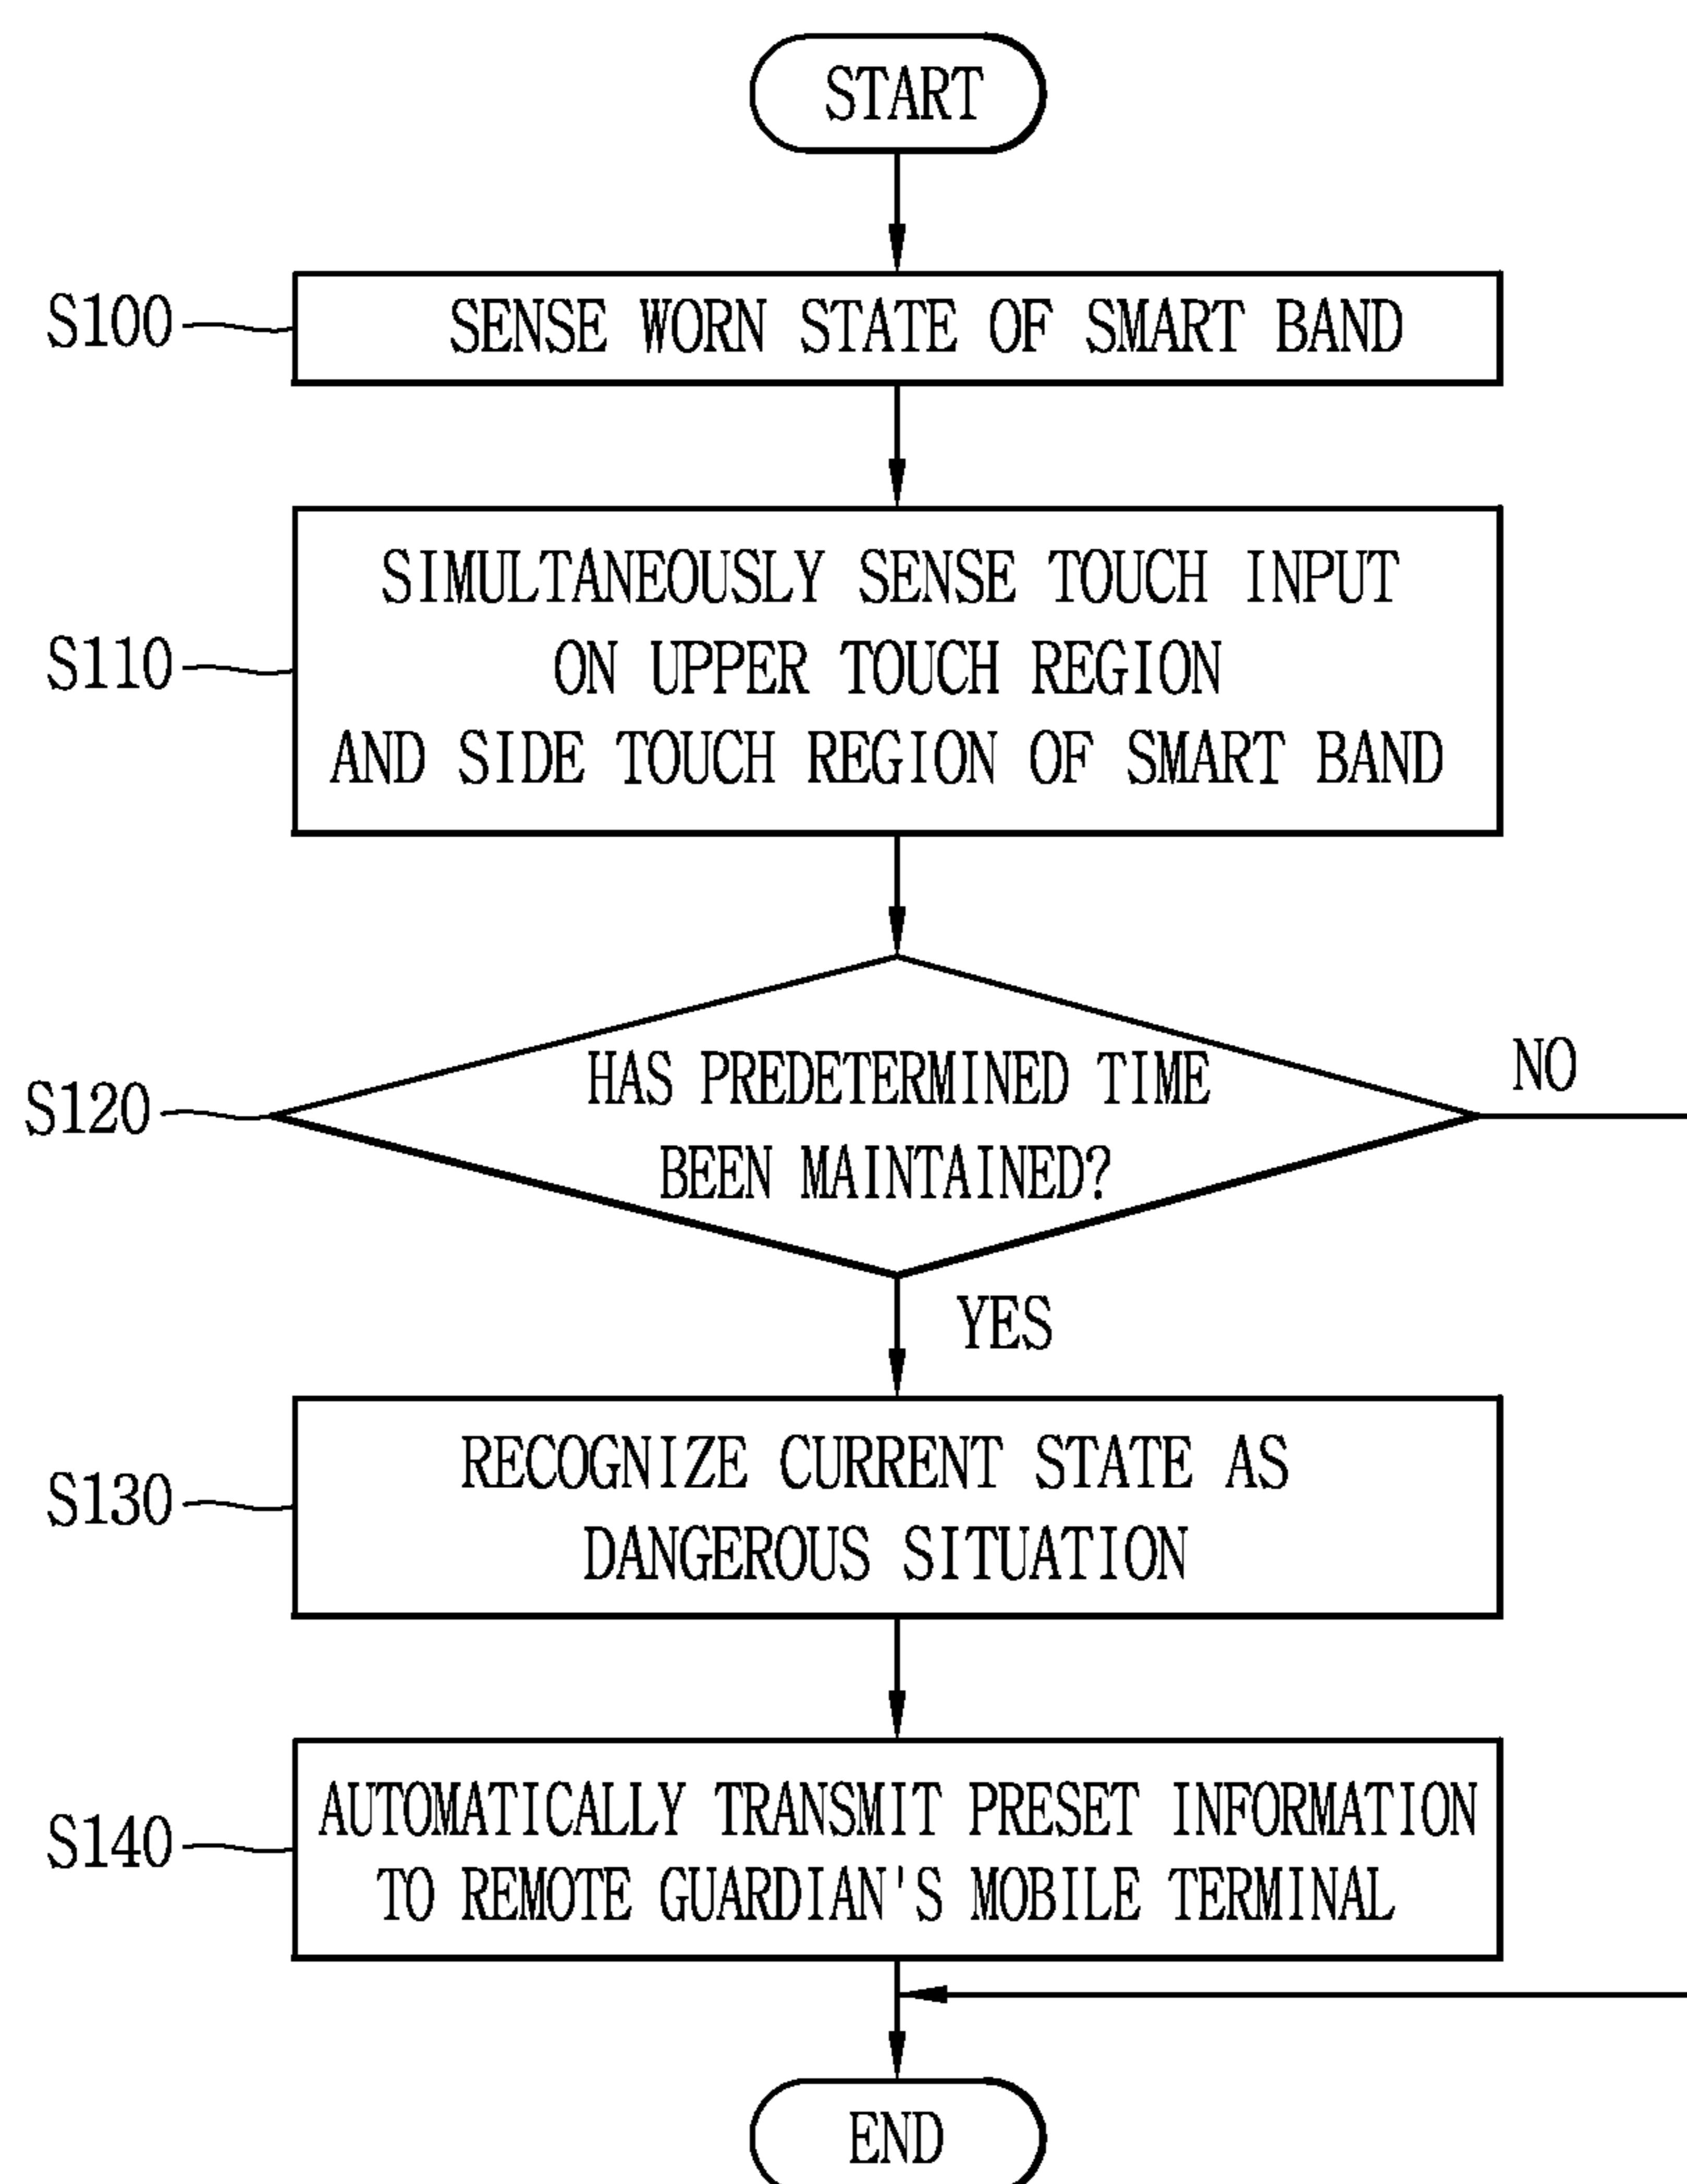 START
S100
SENSE WORN STATE OF SMART BAND
S110
SIMULTANEOUSLY SENSE TOUCH INPUT
ON UPPER TOUCH REGION
AND SIDE TOUCH REGION OF SMART BAND
S120
HAS PREDETERMINED TIME
BEEN MAINTAINED?
NO
YES
S130
RECOGNIZE CURRENT STATE AS
DANGEROUS SITUATION
S140
AUTOMATICALLY TRANSMIT PRESET INFORMATION
TO REMOTE GUARDIAN'S MOBILE TERMINAL
END